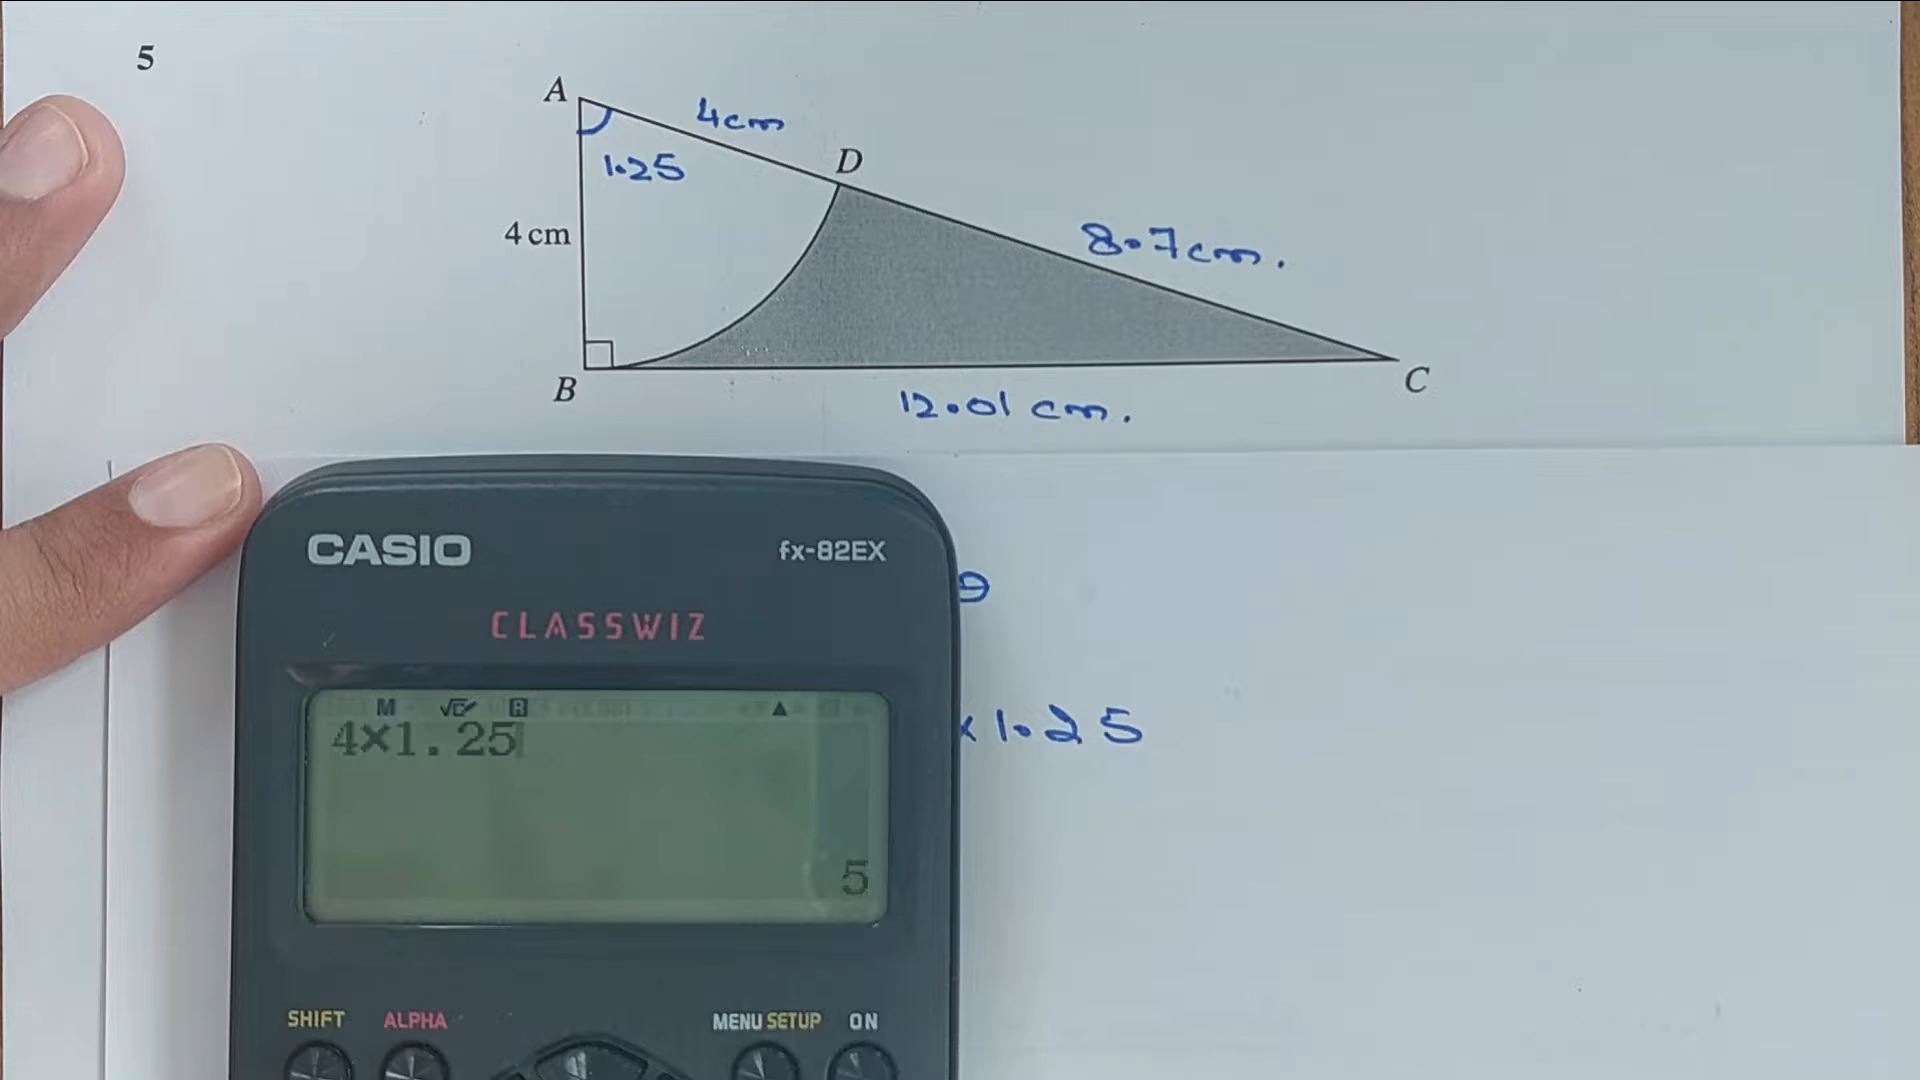 5
A
4cm
1.25
D
4 cm
8.7cm.
B
C
12.01 cm.
CASIO
fx-82EX
CLASSWIZ
θ
M √ R ▲
4×1.25
× 1.25
5
SHIFT ALPHA MENU SETUP ON